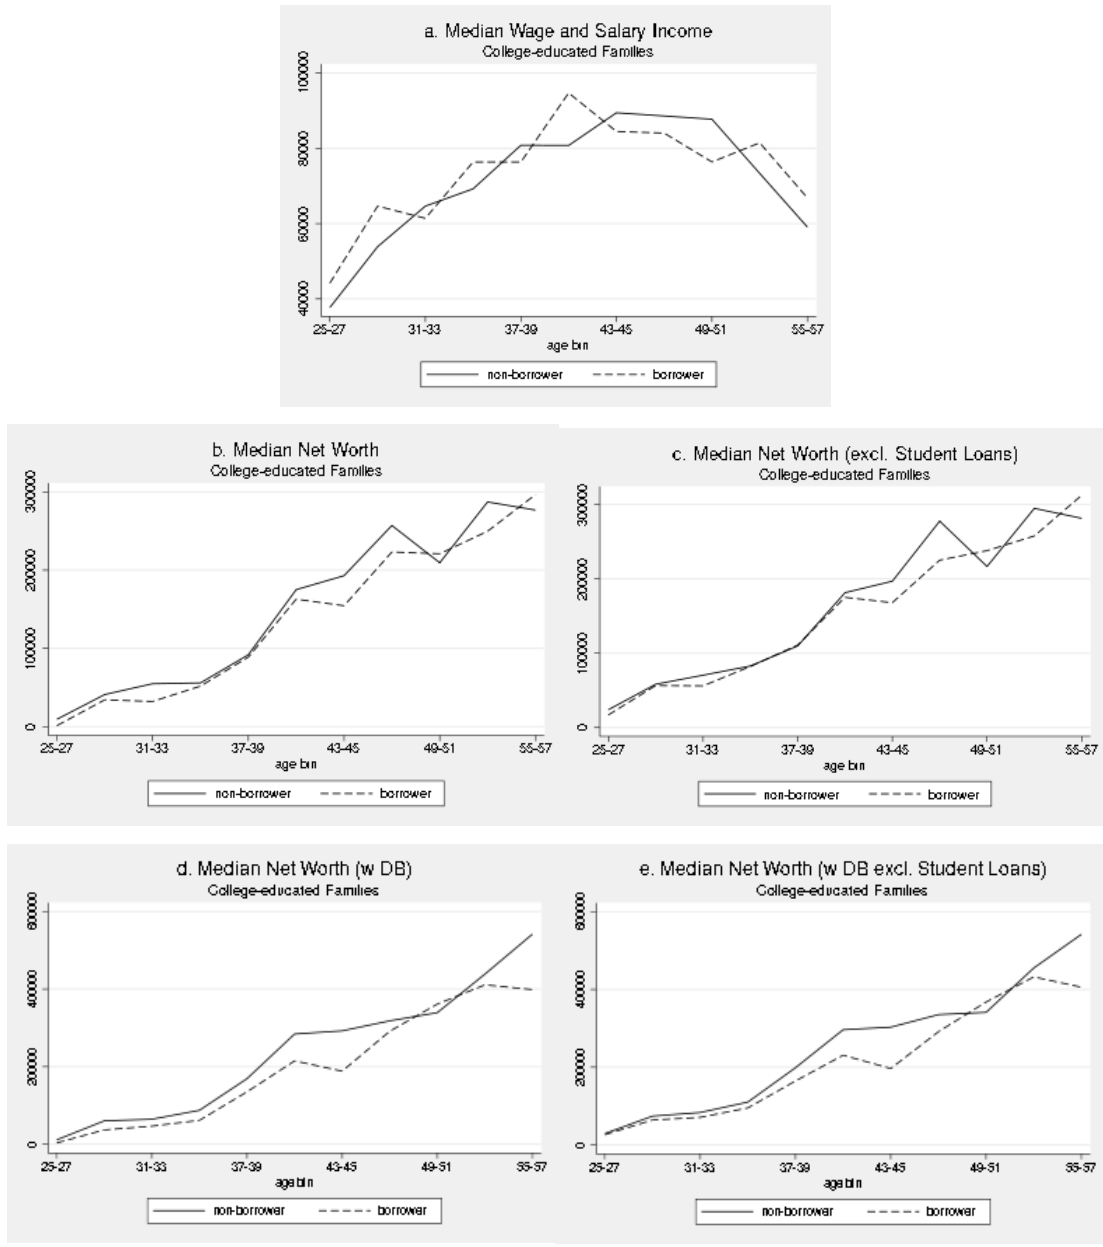 a. Median Wage and Salary Income
College-educated Families
100000
80000
60000
40000
25-27 31-33 37-39 43-45 49-51 55-57
age bin
non-borrower borrower
b. Median Net Worth
College-educated Families
300000
200000
100000
0
25-27 31-33 37-39 43-45 49-51 55-57
age bin
non-borrower borrower
c. Median Net Worth (excl. Student Loans)
College-educated Families
300000
200000
100000
0
25-27 31-33 37-39 43-45 49-51 55-57
age bin
non-borrower borrower
d. Median Net Worth (w DB)
College-educated Families
600000
400000
200000
0
25-27 31-33 37-39 43-45 49-51 55-57
age bin
non-borrower borrower
e. Median Net Worth (w DB excl. Student Loans)
College-educated Families
600000
400000
200000
0
25-27 31-33 37-39 43-45 49-51 55-57
age bin
non-borrower borrower